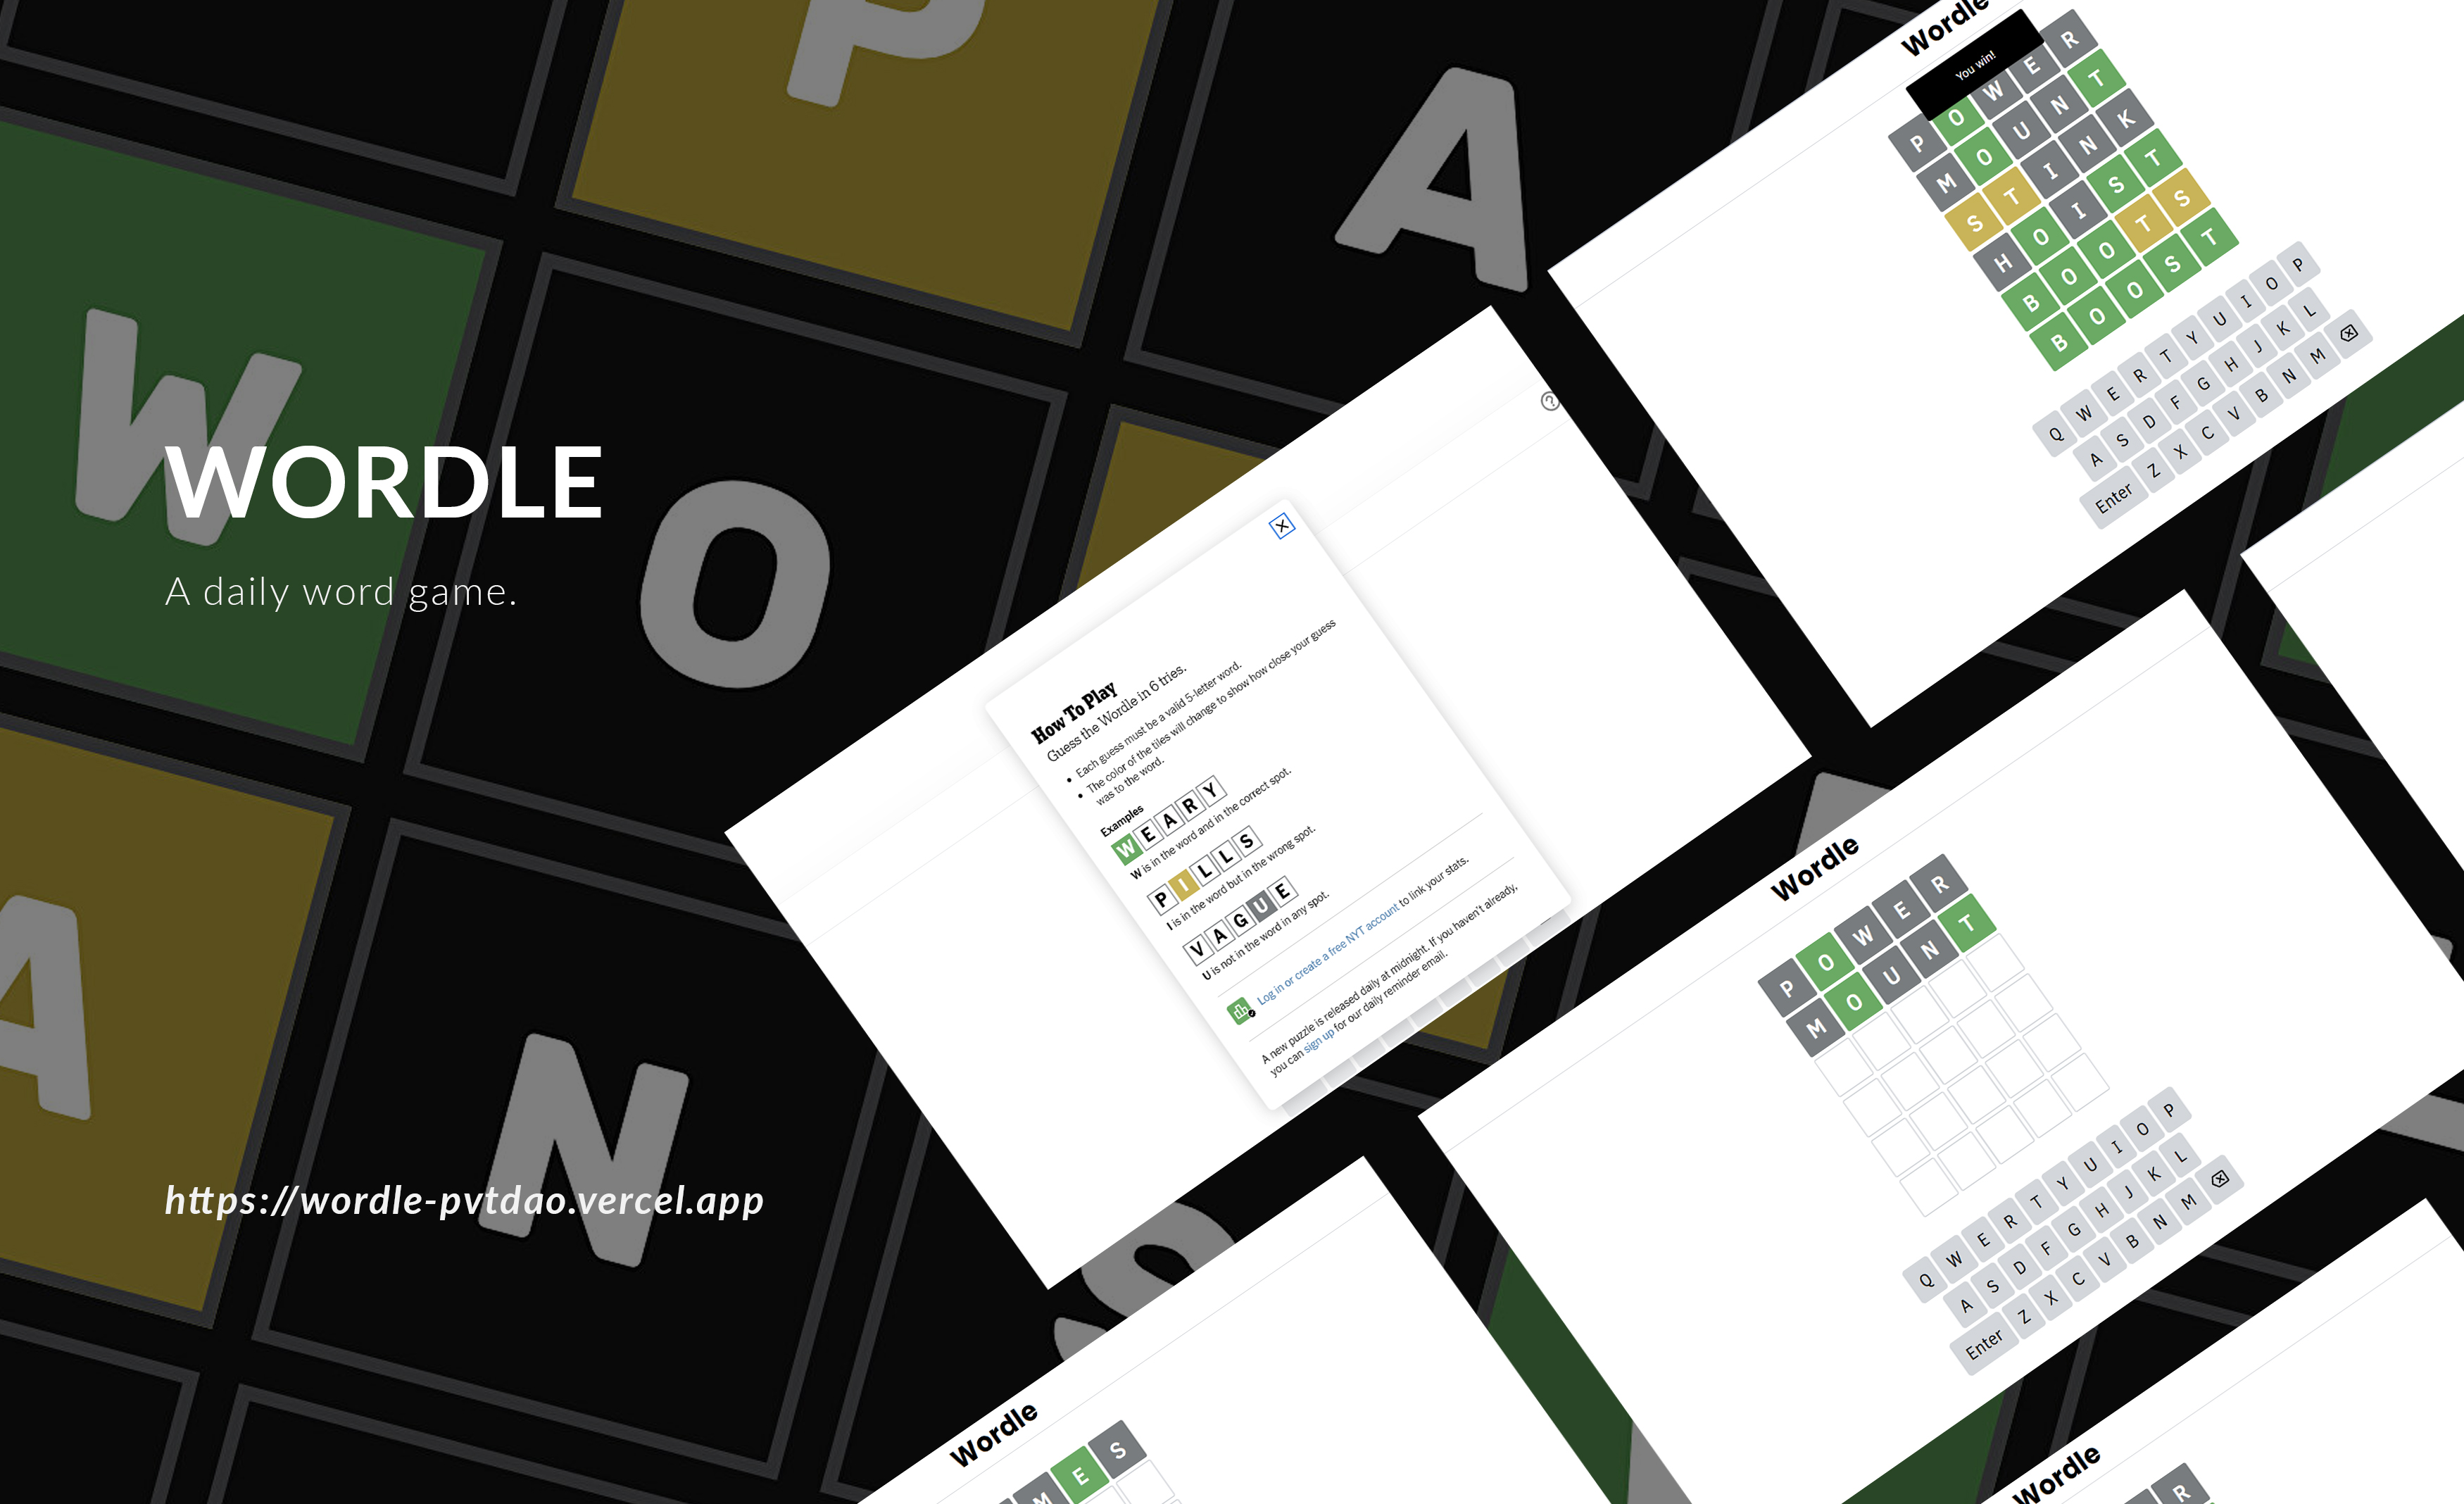 P
A
W
O
A
N
WORDLE
A daily word game.
https://wordle-pvtdao.vercel.app
How To Play
Guess the Wordle in 6 tries.
• Each guess must be a valid 5-letter word.
• The color of the tiles will change to show how close your guess
was to the word.
Examples
W E A R Y
W is in the word and in the correct spot.
P I L L S
I is in the word but in the wrong spot.
V A G U E
U is not in the word in any spot.
Log in or create a free NYT account to link your stats.
A new puzzle is released daily at midnight. If you haven't already,
you can sign up for our daily reminder email.
Wordle
You win!
P O W E R
M O U N T
S T I N K
H O I S T
B O O T S
B O O S T
Q W E R T Y U I O P
A S D F G H J K L
Enter Z X C V B N M
Wordle
P O W E R
M O U N T
Q W E R T Y U I O P
A S D F G H J K L
Enter Z X C V B N M
Wordle
M E S
Wordle
R